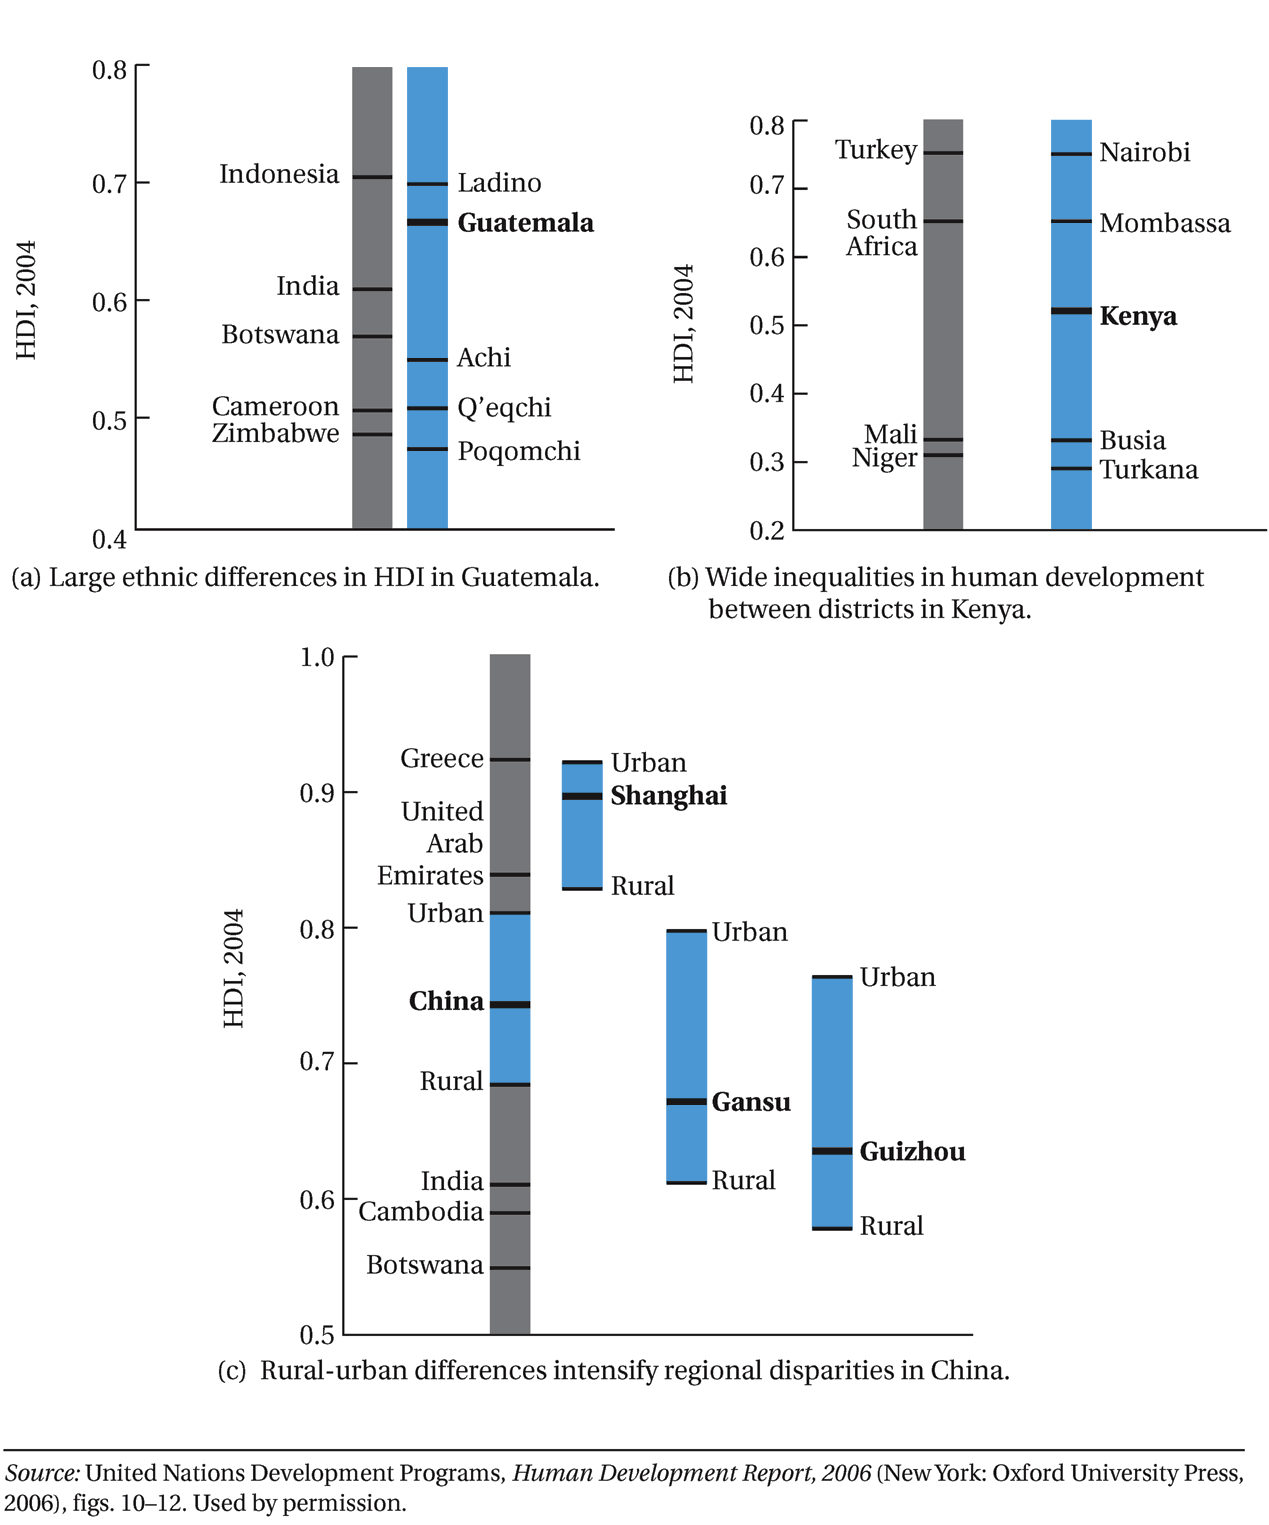 0.8
0.7
0.6
0.5
0.4
HDI, 2004
Indonesia
India
Botswana
Cameroon
Zimbabwe
Ladino
Guatemala
Achi
Q’eqchi
Poqomchi
(a) Large ethnic differences in HDI in Guatemala.
0.8
0.7
0.6
0.5
0.4
0.3
0.2
HDI, 2004
Turkey
South
Africa
Mali
Niger
Nairobi
Mombassa
Kenya
Busia
Turkana
(b) Wide inequalities in human development
between districts in Kenya.
1.0
0.9
0.8
0.7
0.6
0.5
HDI, 2004
Greece
United
Arab
Emirates
Urban
China
Rural
India
Cambodia
Botswana
Urban
Shanghai
Rural
Urban
Gansu
Rural
Urban
Guizhou
Rural
(c) Rural-urban differences intensify regional disparities in China.
Source: United Nations Development Programs, Human Development Report, 2006 (New York: Oxford University Press,
2006), figs. 10–12. Used by permission.